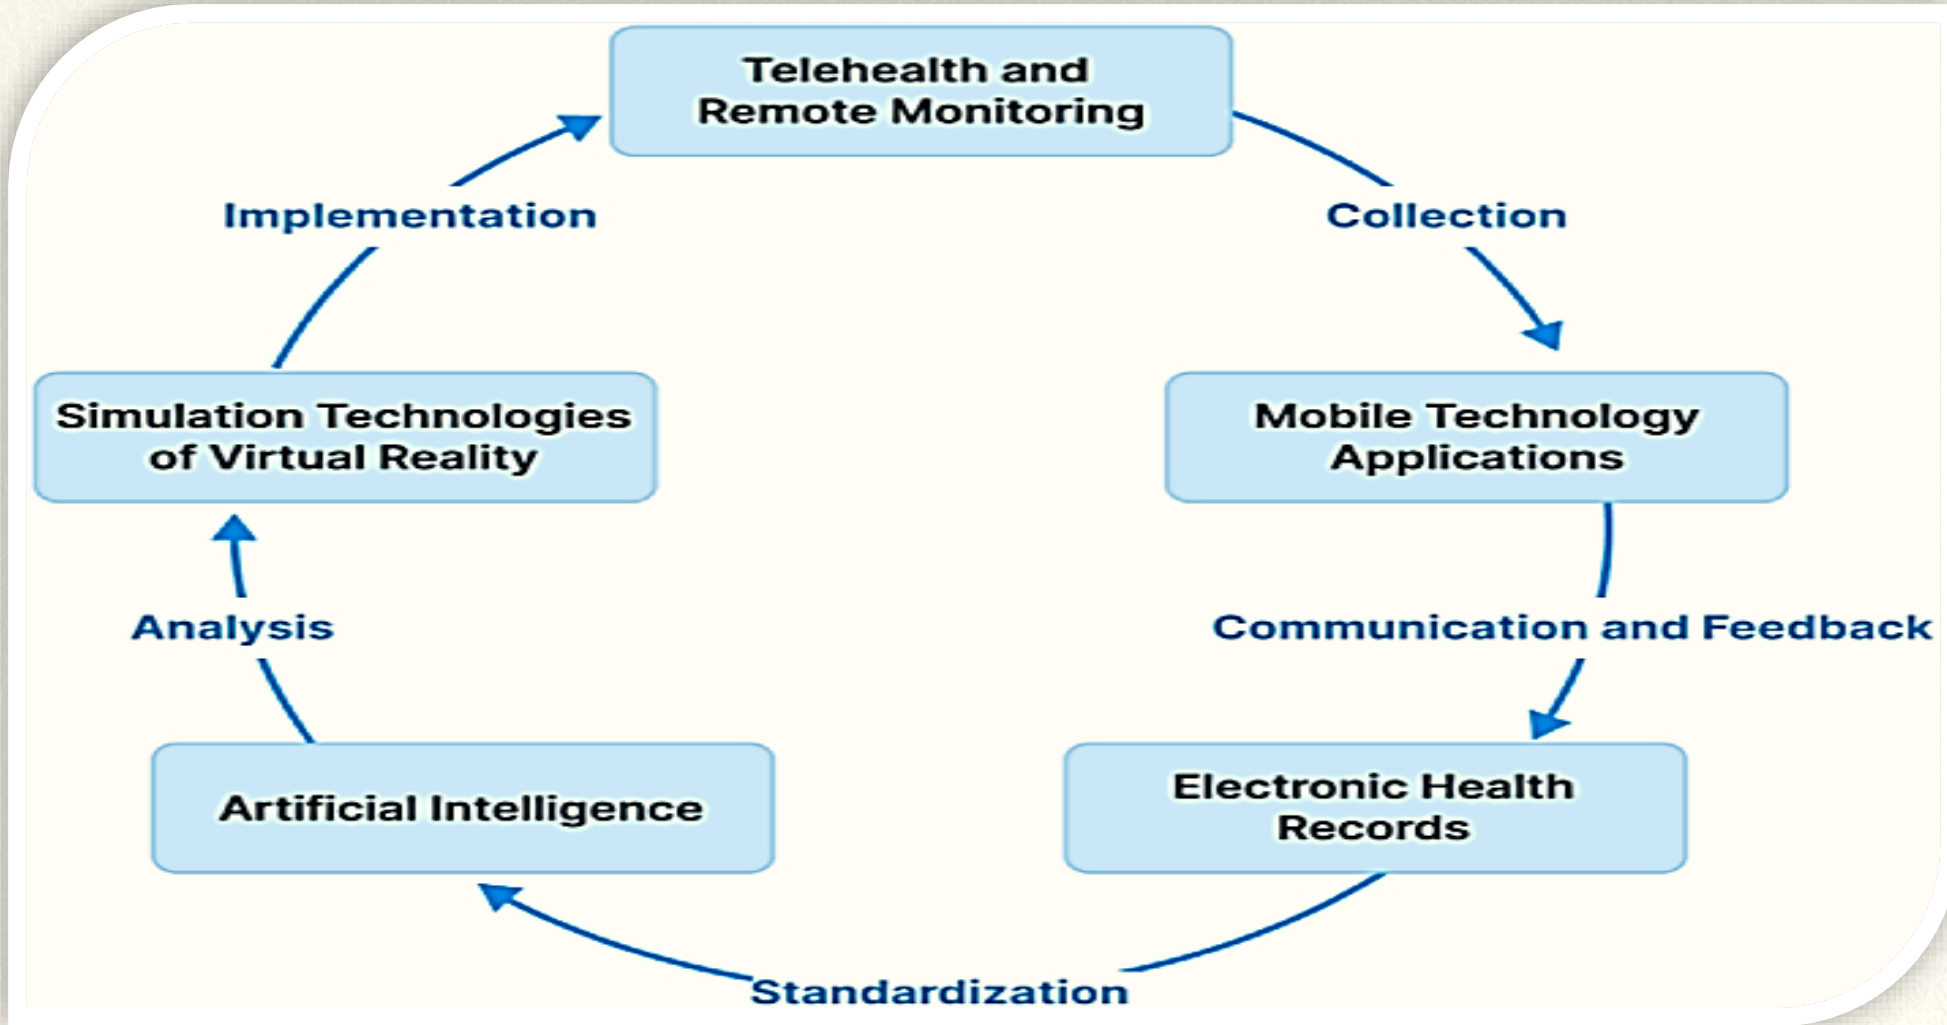 Telehealth and
Remote Monitoring
Implementation
Collection
Simulation Technologies
of Virtual Reality
Mobile Technology
Applications
Analysis
Communication and Feedback
Artificial Intelligence
Electronic Health
Records
Standardization